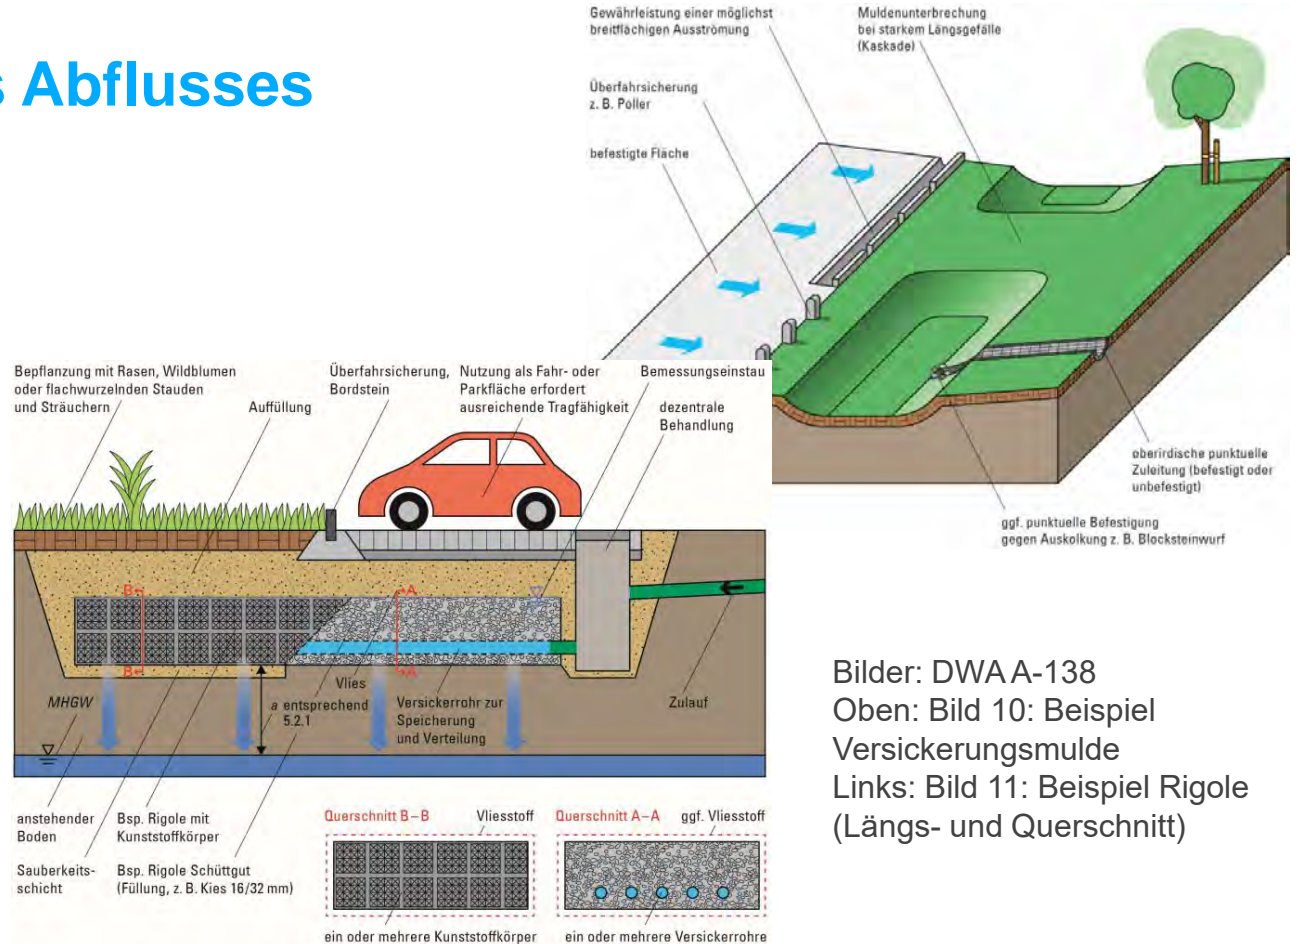 s Abflusses
Gewährleistung einer möglichst
breitflächigen Ausströmung
Muldenunterbrechung
bei starkem Längsgefälle
(Kaskade)
Überfahrsicherung
z. B. Poller
befestigte Fläche
oberirdische punktuelle
Zuleitung (befestigt oder
unbefestigt)
ggf. punktuelle Befestigung
gegen Auskolkung z. B. Blocksteinwurf
Bepflanzung mit Rasen, Wildblumen
oder flachwurzelnden Stauden
und Sträuchern
Auffüllung
Überfahrsicherung,
Bordstein
Nutzung als Fahr- oder
Parkfläche erfordert
ausreichende Tragfähigkeit
Bemessungseinstau
dezentrale
Behandlung
B
A
B
A
MHGW
Vlies
a entsprechend
5.2.1
Versickerrohr zur
Speicherung
und Verteilung
Zulauf
anstehender
Boden
Bsp. Rigole mit
Kunststoffkörper
Sauberkeits-
schicht
Bsp. Rigole Schüttgut
(Füllung, z. B. Kies 16/32 mm)
Querschnitt B–B
Vliesstoff
ein oder mehrere Kunststoffkörper
Querschnitt A–A
ggf. Vliesstoff
ein oder mehrere Versickerrohre
Bilder: DWA A-138
Oben: Bild 10: Beispiel
Versickerungsmulde
Links: Bild 11: Beispiel Rigole
(Längs- und Querschnitt)